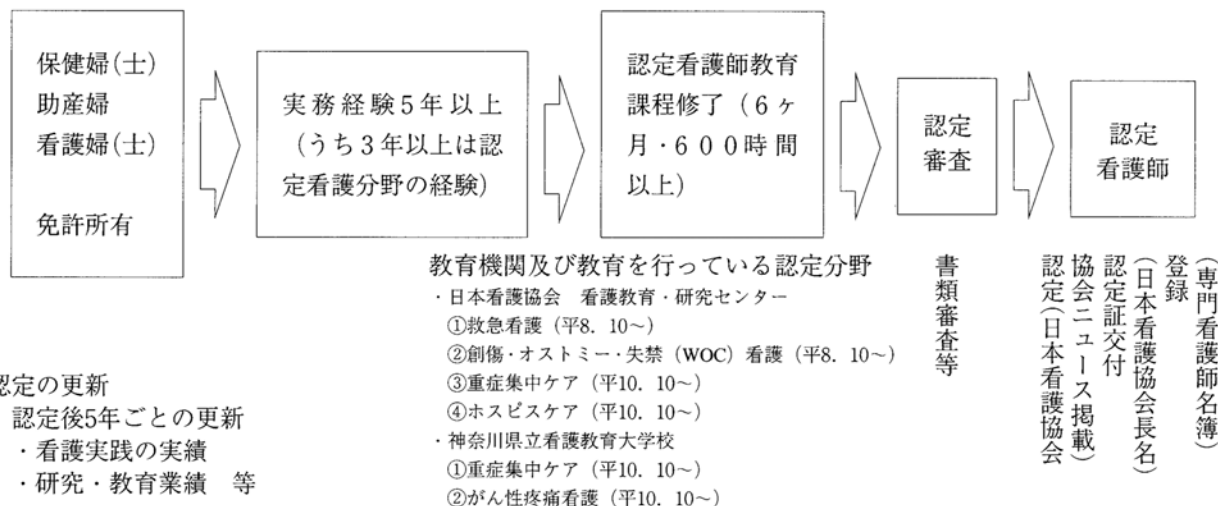 保健婦(士)
助産婦
看護婦(士)
免許所有
実務経験5年以上
(うち3年以上は認
定看護分野の経験)
認定看護師教育
課程修了(6ヶ
月・600時間
以上)
認定
審査
認定
看護師
教育機関及び教育を行っている認定分野
・日本看護協会 看護教育・研究センター
①救急看護(平8. 10~)
②創傷・オストミー・失禁(WOC)看護(平8. 10~)
③重症集中ケア(平10. 10~)
④ホスピスケア(平10. 10~)
・神奈川県立看護教育大学校
①重症集中ケア(平10. 10~)
②がん性疼痛看護(平10. 10~)
書類審査等
(専門看護師名簿)
登録
(日本看護協会長名)
認定証交付
協会ニュース掲載)
認定(日本看護協会
認定の更新
認定後5年ごとの更新
・看護実践の実績
・研究・教育業績 等